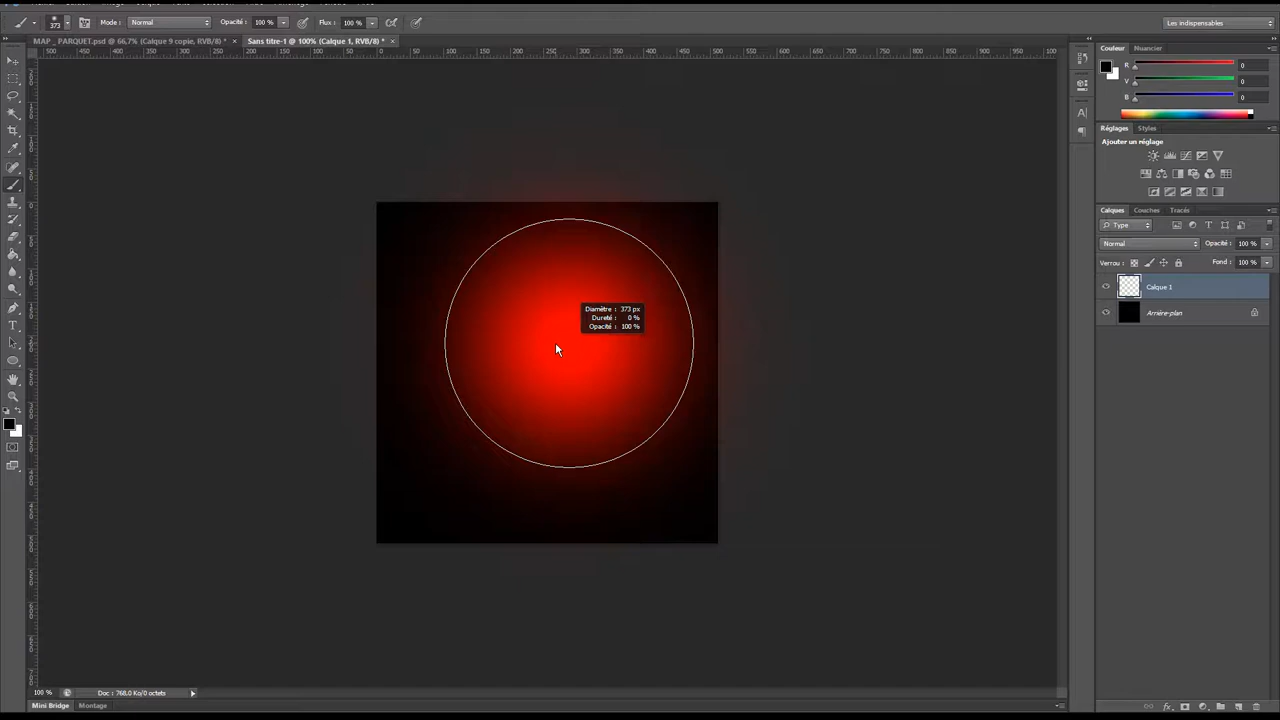 373
Mode : Normal
Opacité : 100 %
Flux : 100 %
Les indispensables
MAP _ PARQUET.psd @ 66,7% (Calque 9 copie, RVB/8) * ×
Sans titre-1 @ 100% (Calque 1, RVB/8) * ×
Couleur Nuancier
R 0
V 0
B 0
Réglages Styles
Ajouter un réglage
Calques Couches Tracés
Type
Normal Opacité : 100 %
Verrou : Fond : 100 %
Calque 1
Arrière-plan
Diamètre : 373 px
Dureté : 0 %
Opacité : 100 %
100 % Doc : 768.0 Ko/0 octets
Mini Bridge Montage